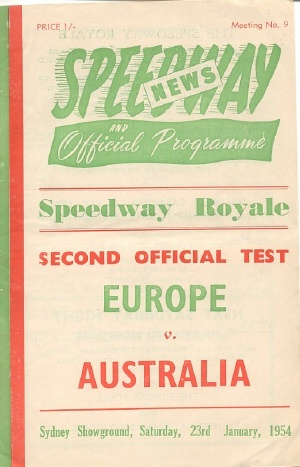 PRICE 1/-
Meeting No. 9
SPEEDWAY
NEWS
AND
Official Programme
Speedway Royale
SECOND OFFICIAL TEST
EUROPE
v.
AUSTRALIA
Sydney Showground, Saturday, 23rd January, 1954